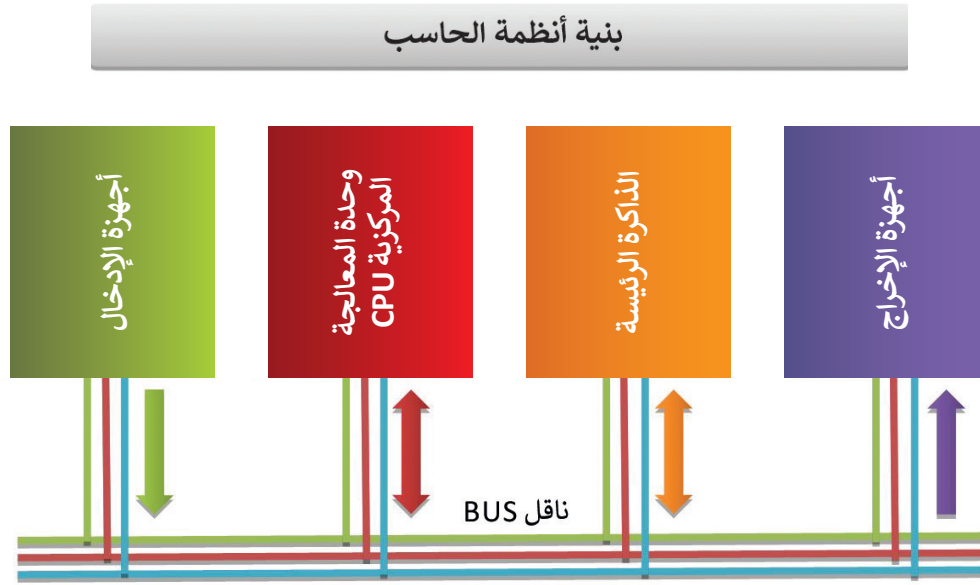 بنية أنظمة الحاسب
أجهزة الإدخال
وحدة المعالجة
المركزية CPU
الذاكرة الرئيسة
أجهزة الإخراج
ناقل BUS